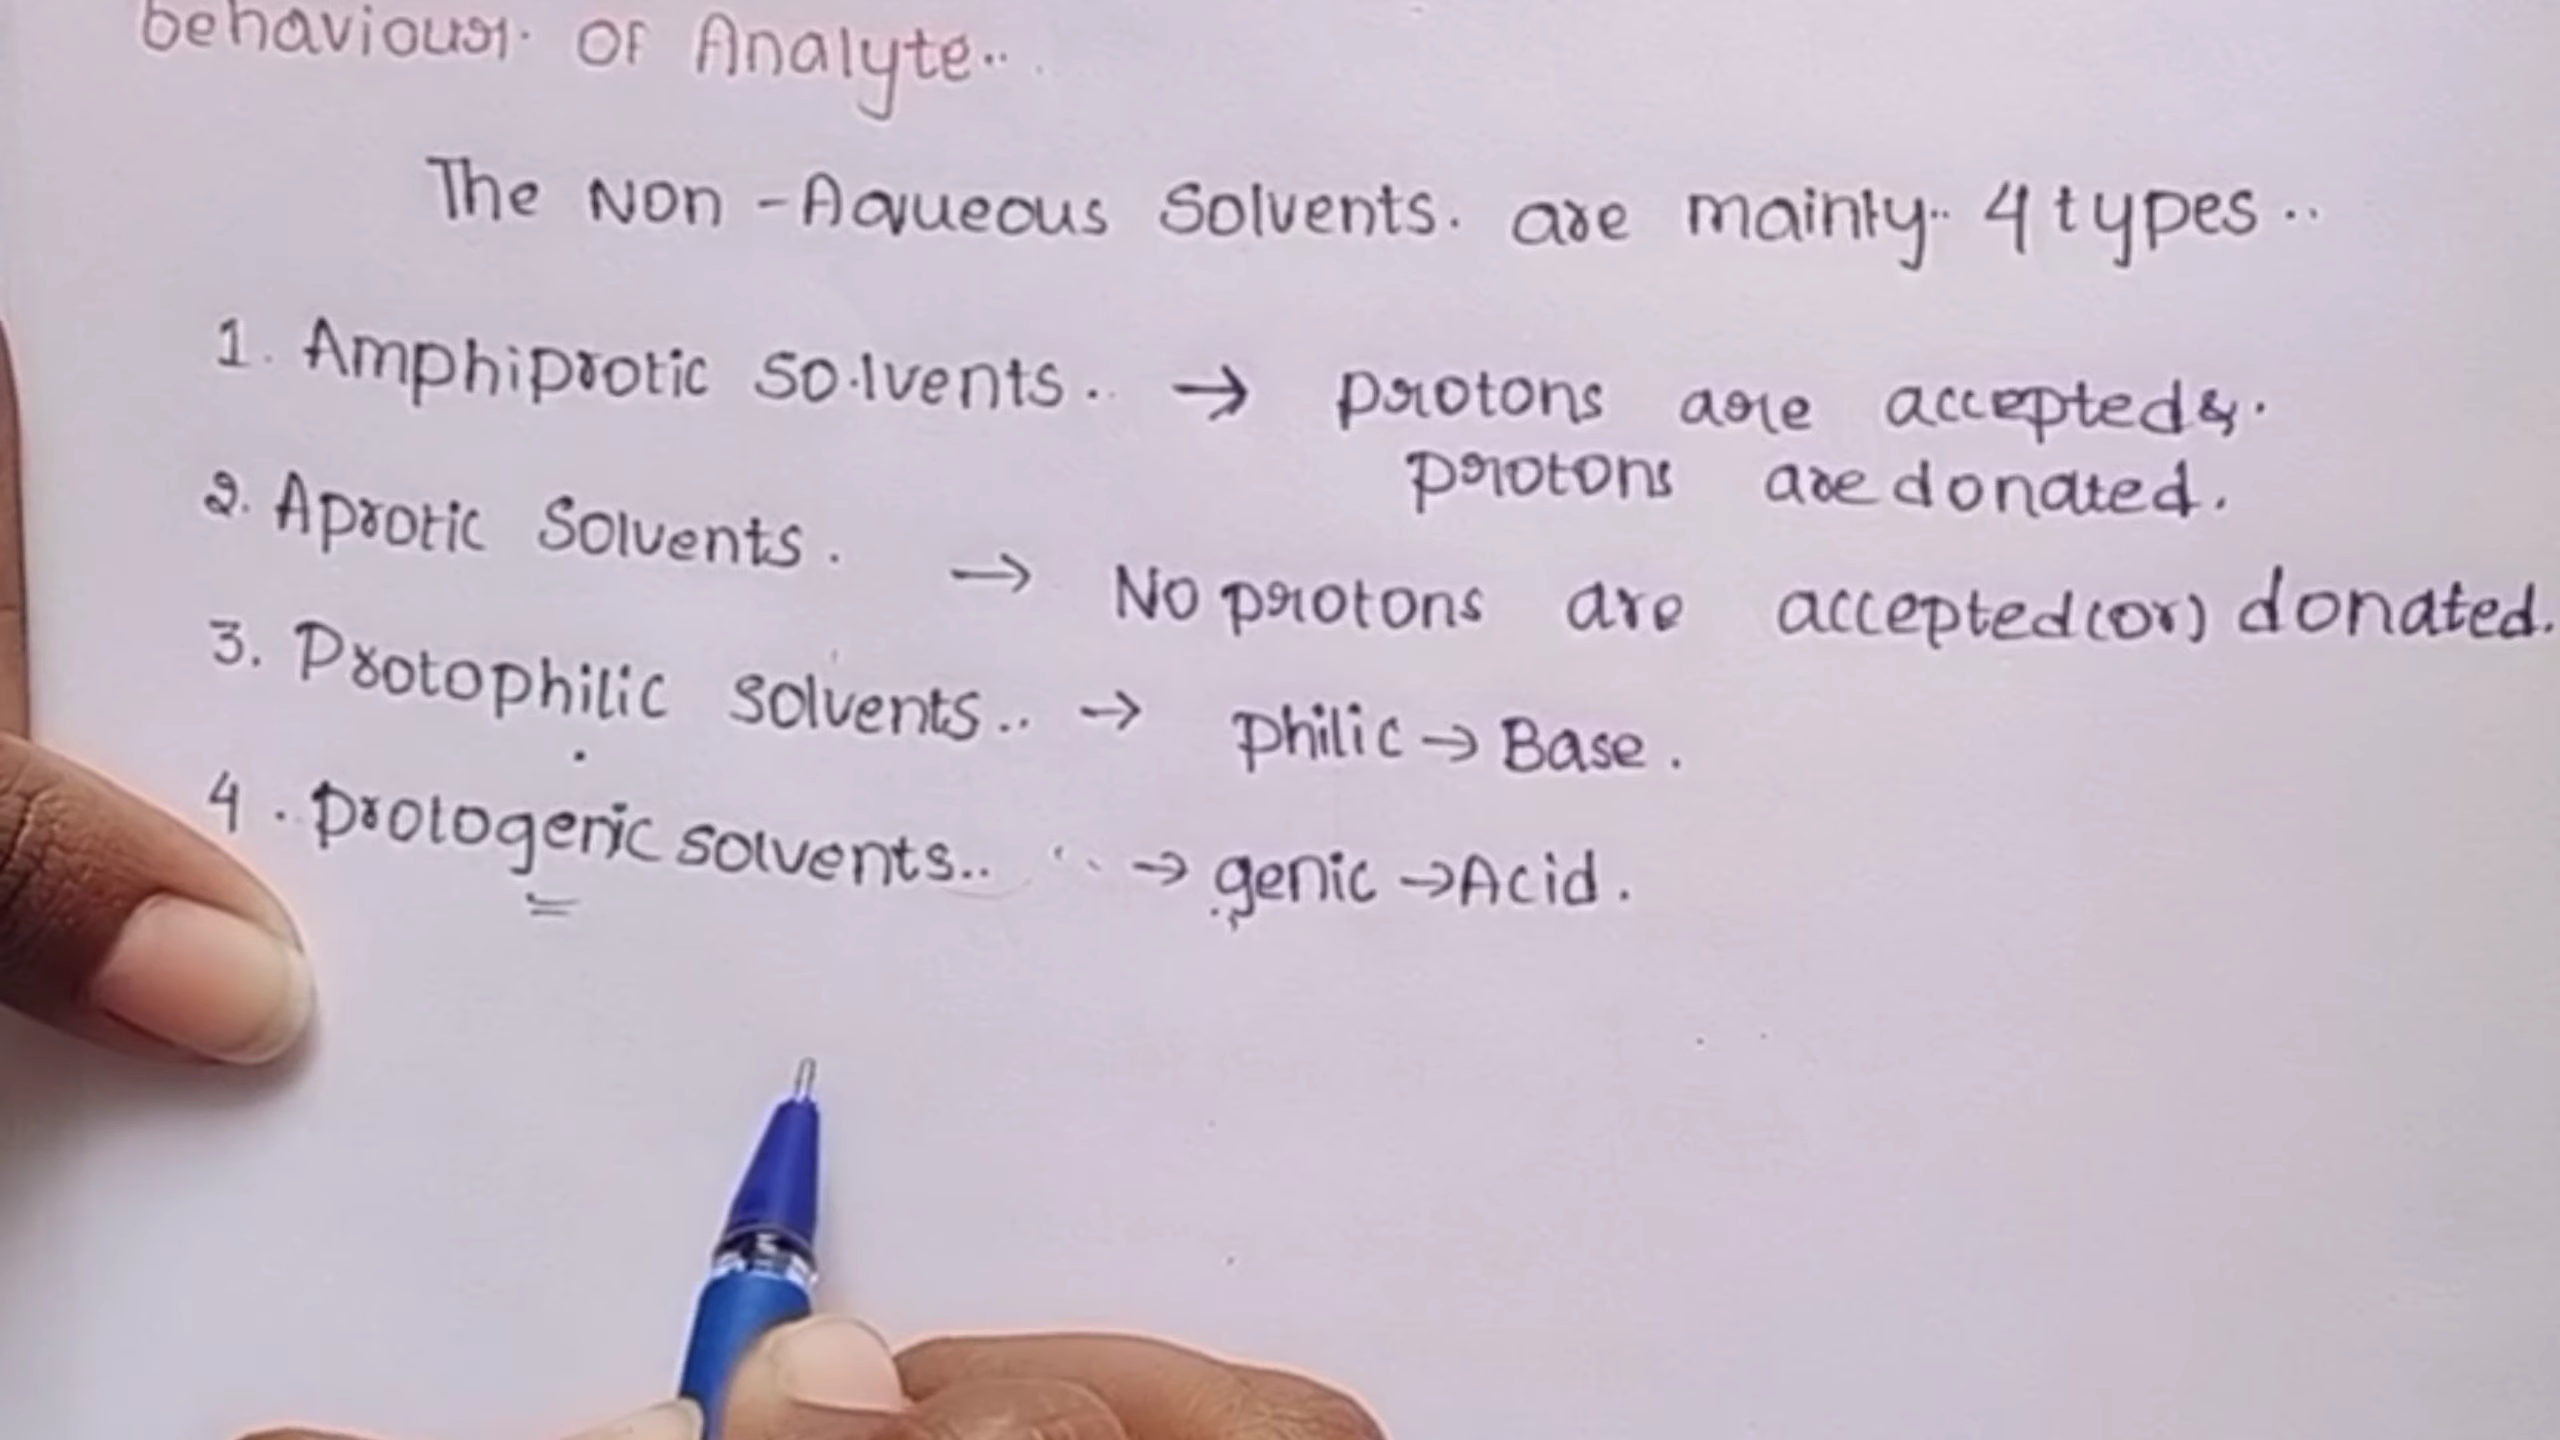 behaviour. OF Analyte..
The Non-Aqueous Solvents. are mainly.. 4 types..
1. Amphiprotic so.lvents.. → protons are accepted &.
protons are donated.
2. Aprotic Solvents. → No protons are accepted (or) donated.
3. Protophilic solvents.. → philic → Base.
4. protogenic solvents.. → genic → Acid.